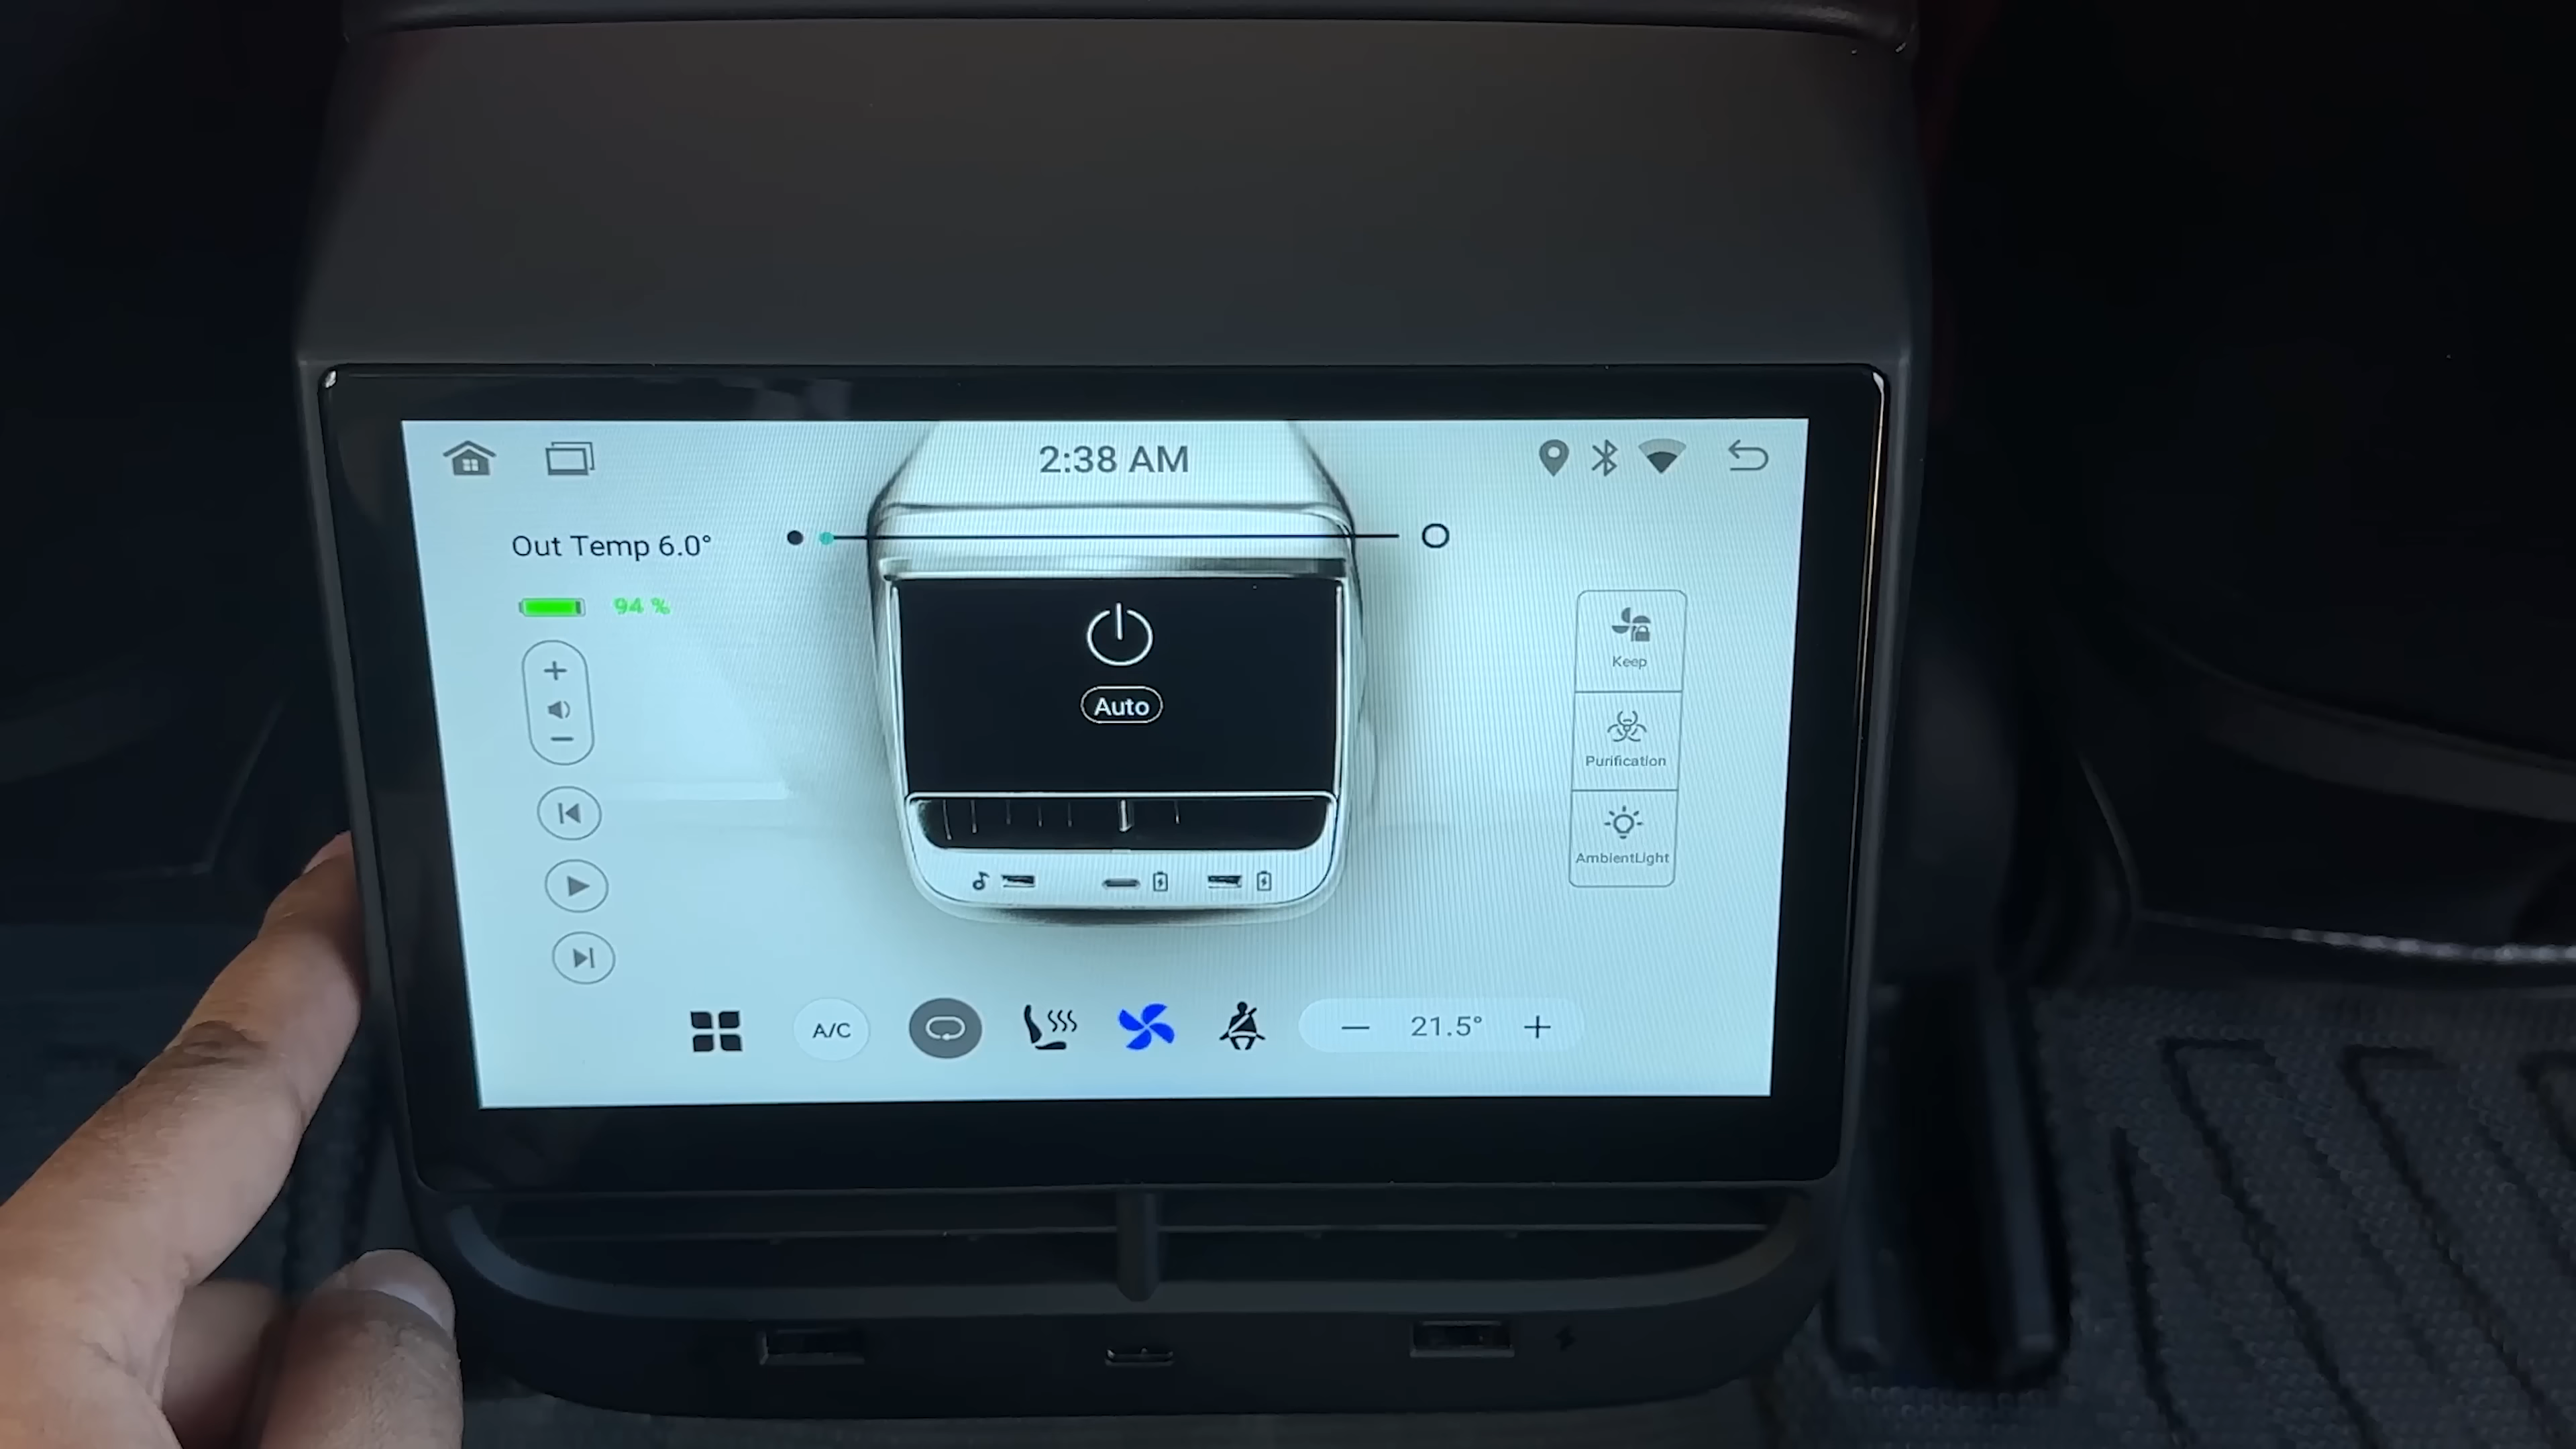 2:38 AM
Out Temp 6.0°
94 %
Auto
Keep
Purification
AmbientLight
A/C
21.5°